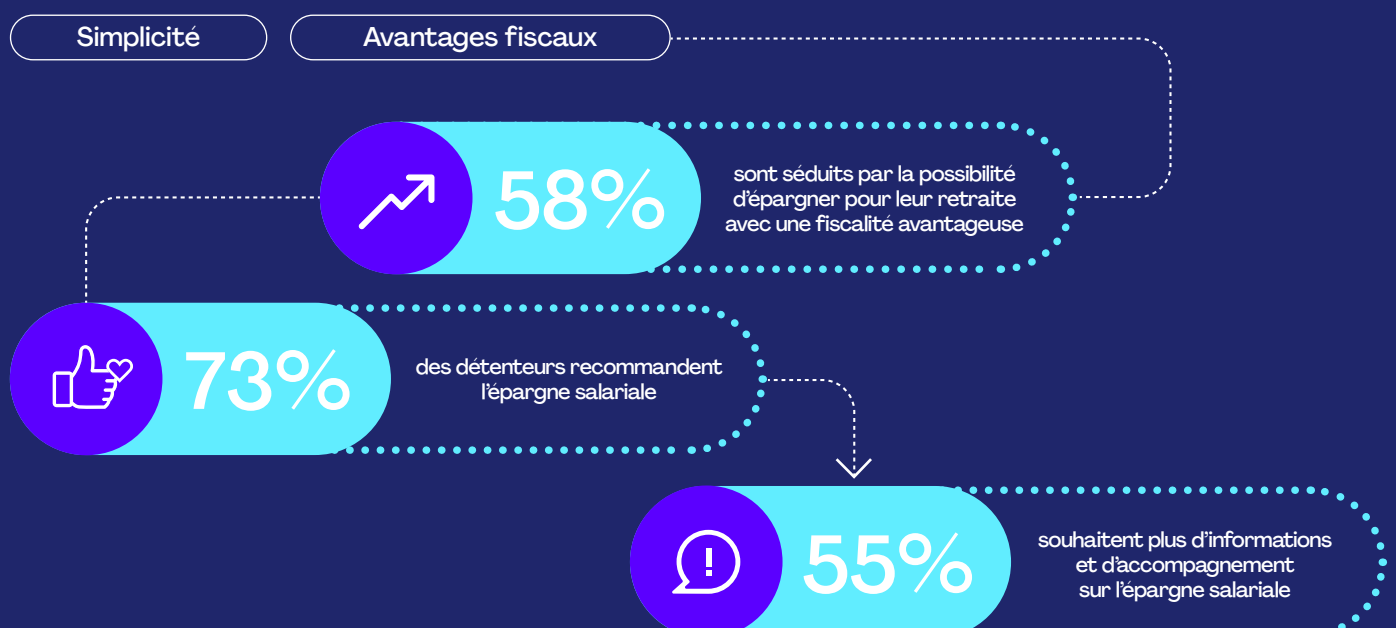 Simplicité
Avantages fiscaux
58%
sont séduits par la possibilité
d'épargner pour leur retraite
avec une fiscalité avantageuse
73%
des détenteurs recommandent
l'épargne salariale
55%
souhaitent plus d'informations
et d'accompagnement
sur l'épargne salariale